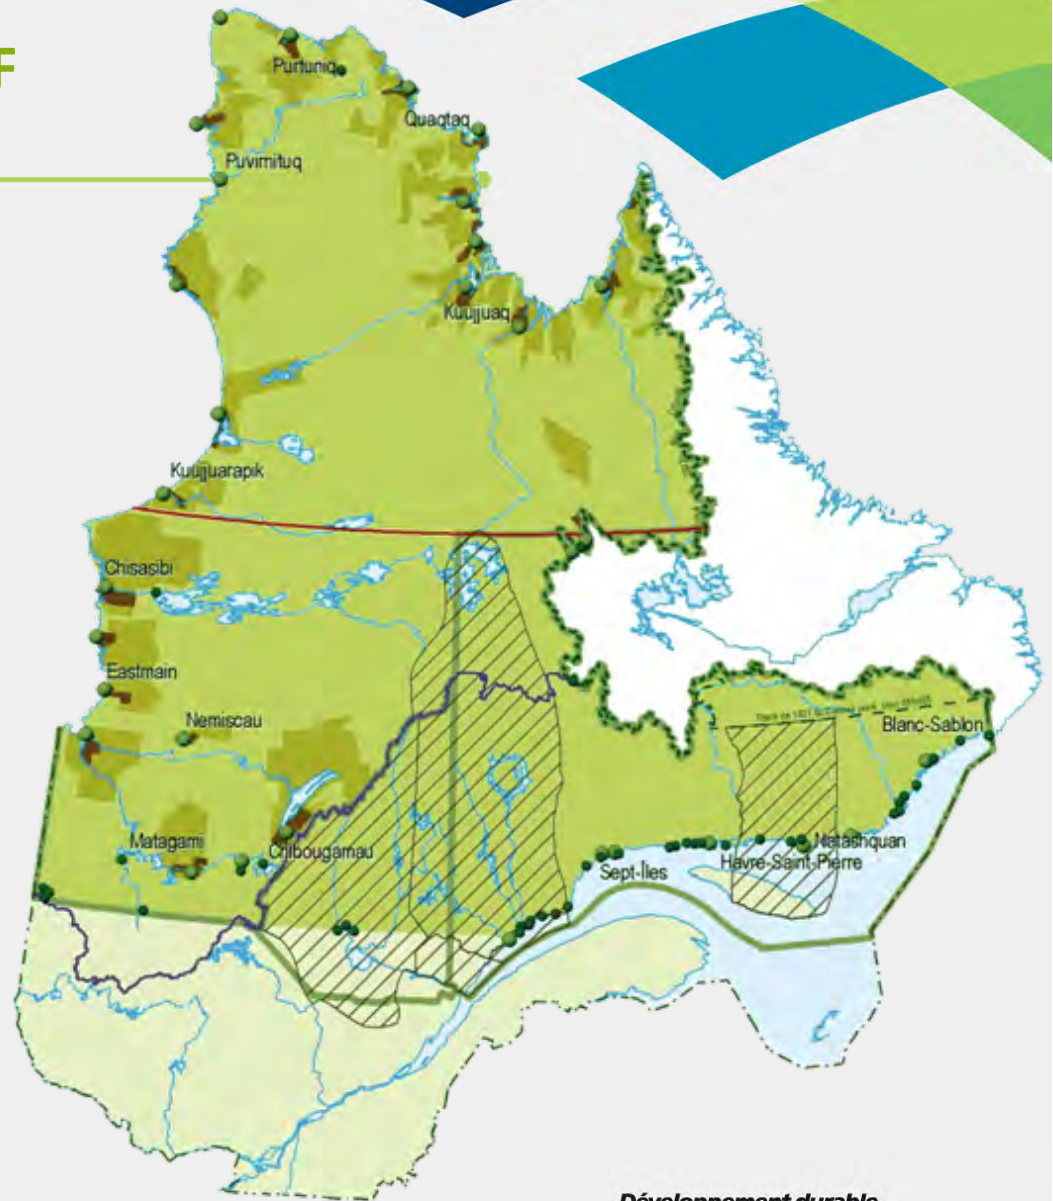 F
Purtuniq
Quaqtaq
Puvirnituq
Kuujjuaq
Kuujjuarapik
Chisasibi
Eastmain
Nemiscau
Blanc-Sablon
Matagami
Chibougamau
Natashquan
Havre-Saint-Pierre
Sept-Îles
Développement durable